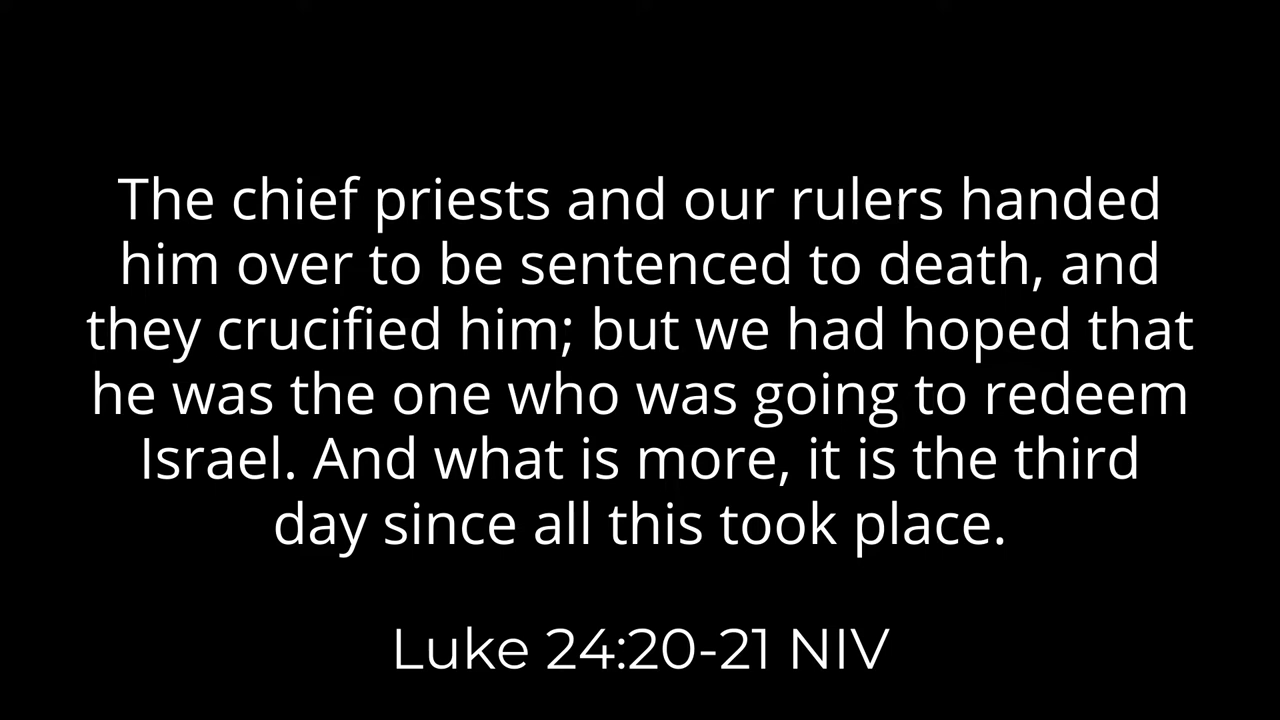 The chief priests and our rulers handed
him over to be sentenced to death, and
they crucified him; but we had hoped that
he was the one who was going to redeem
Israel. And what is more, it is the third
day since all this took place.
Luke 24:20-21 NIV